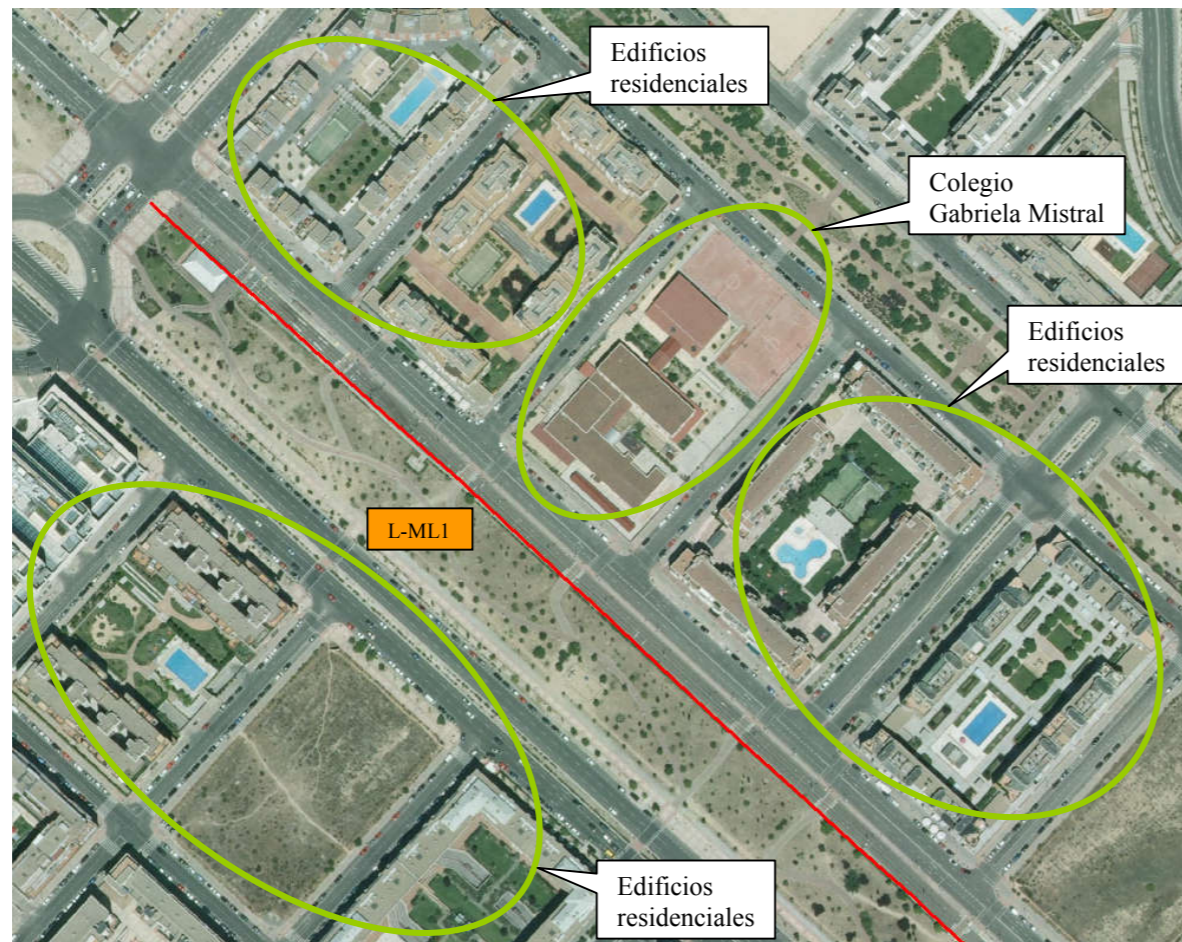 Edificios
residenciales
Colegio
Gabriela Mistral
Edificios
residenciales
L-ML1
Edificios
residenciales